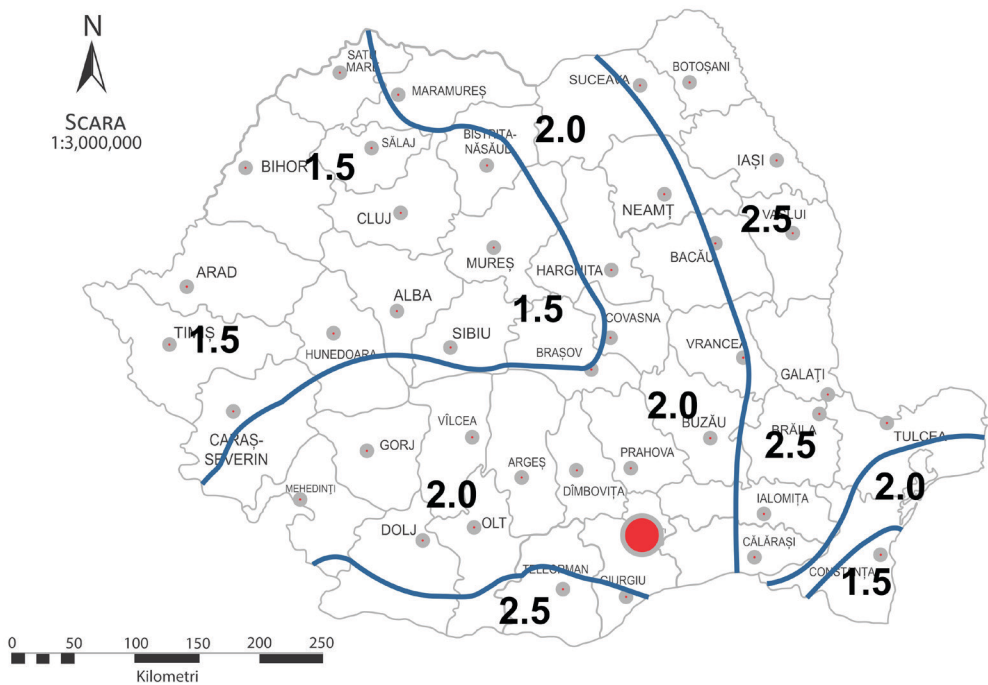 N
SCARA
1:3,000,000
SATU
MARE
MARAMUREȘ
SUCEAVA
BOTOȘANI
2.0
BISTRIȚA-
NĂSĂUD
SĂLAJ
BIHOR
1.5
IAȘI
CLUJ
NEAMȚ
VASLUI
2.5
MUREȘ
HARGHITA
BACĂU
ARAD
ALBA
1.5
COVASNA
TIMIȘ
1.5
HUNEDOARA
SIBIU
BRAȘOV
VRANCEA
GALAŢI
2.0
BUZĂU
BRĂILA
2.5
TULCEA
CARAȘ-
SEVERIN
GORJ
VÎLCEA
ARGEȘ
PRAHOVA
DÎMBOVIȚA
MEHEDINȚI
2.0
2.0
IALOMIȚA
DOLJ
OLT
CĂLĂRAȘI
TELEORMAN
GIURGIU
CONSTANȚA
1.5
2.5
0 50 100 150 200 250
Kilometri